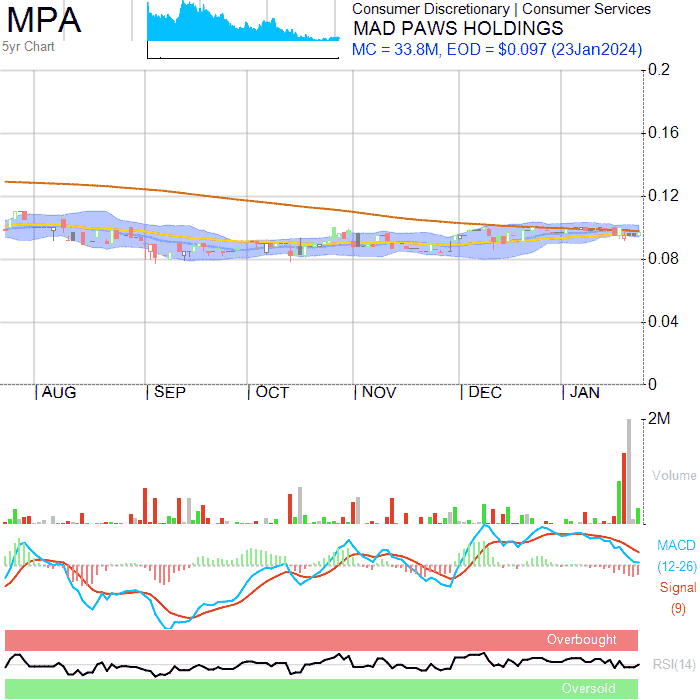 MPA
5yr Chart
Consumer Discretionary | Consumer Services
MAD PAWS HOLDINGS
MC = 33.8M, EOD = $0.097 (23Jan2024)
0.2
0.16
0.12
0.08
0.04
0
| AUG | SEP | OCT | NOV | DEC | JAN
2M
Volume
MACD
(12-26)
Signal
(9)
Overbought
RSI(14)
Oversold